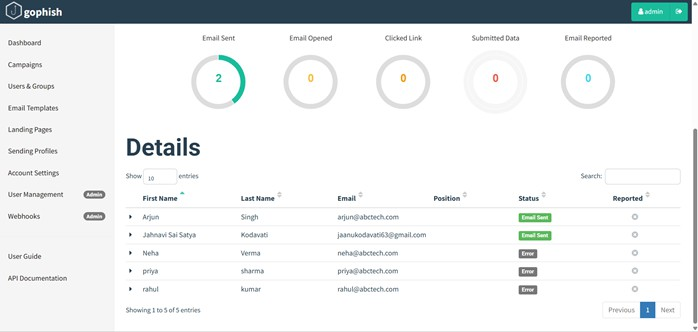 gophish
admin
Dashboard
Campaigns
Users & Groups
Email Templates
Landing Pages
Sending Profiles
Account Settings
User Management Admin
Webhooks Admin
User Guide
API Documentation
Email Sent Email Opened Clicked Link Submitted Data Email Reported
2 0 0 0 0
Details
Show 10 entries Search:
First Name Last Name Email Position Status Reported
Arjun Singh arjun@abctech.com Email Sent
Jahnavi Sai Satya Kodavati jaanukodavati63@gmail.com Email Sent
Neha Verma neha@abctech.com Error
priya sharma priya@abctech.com Error
rahul kumar rahul@abctech.com Error
Showing 1 to 5 of 5 entries Previous 1 Next